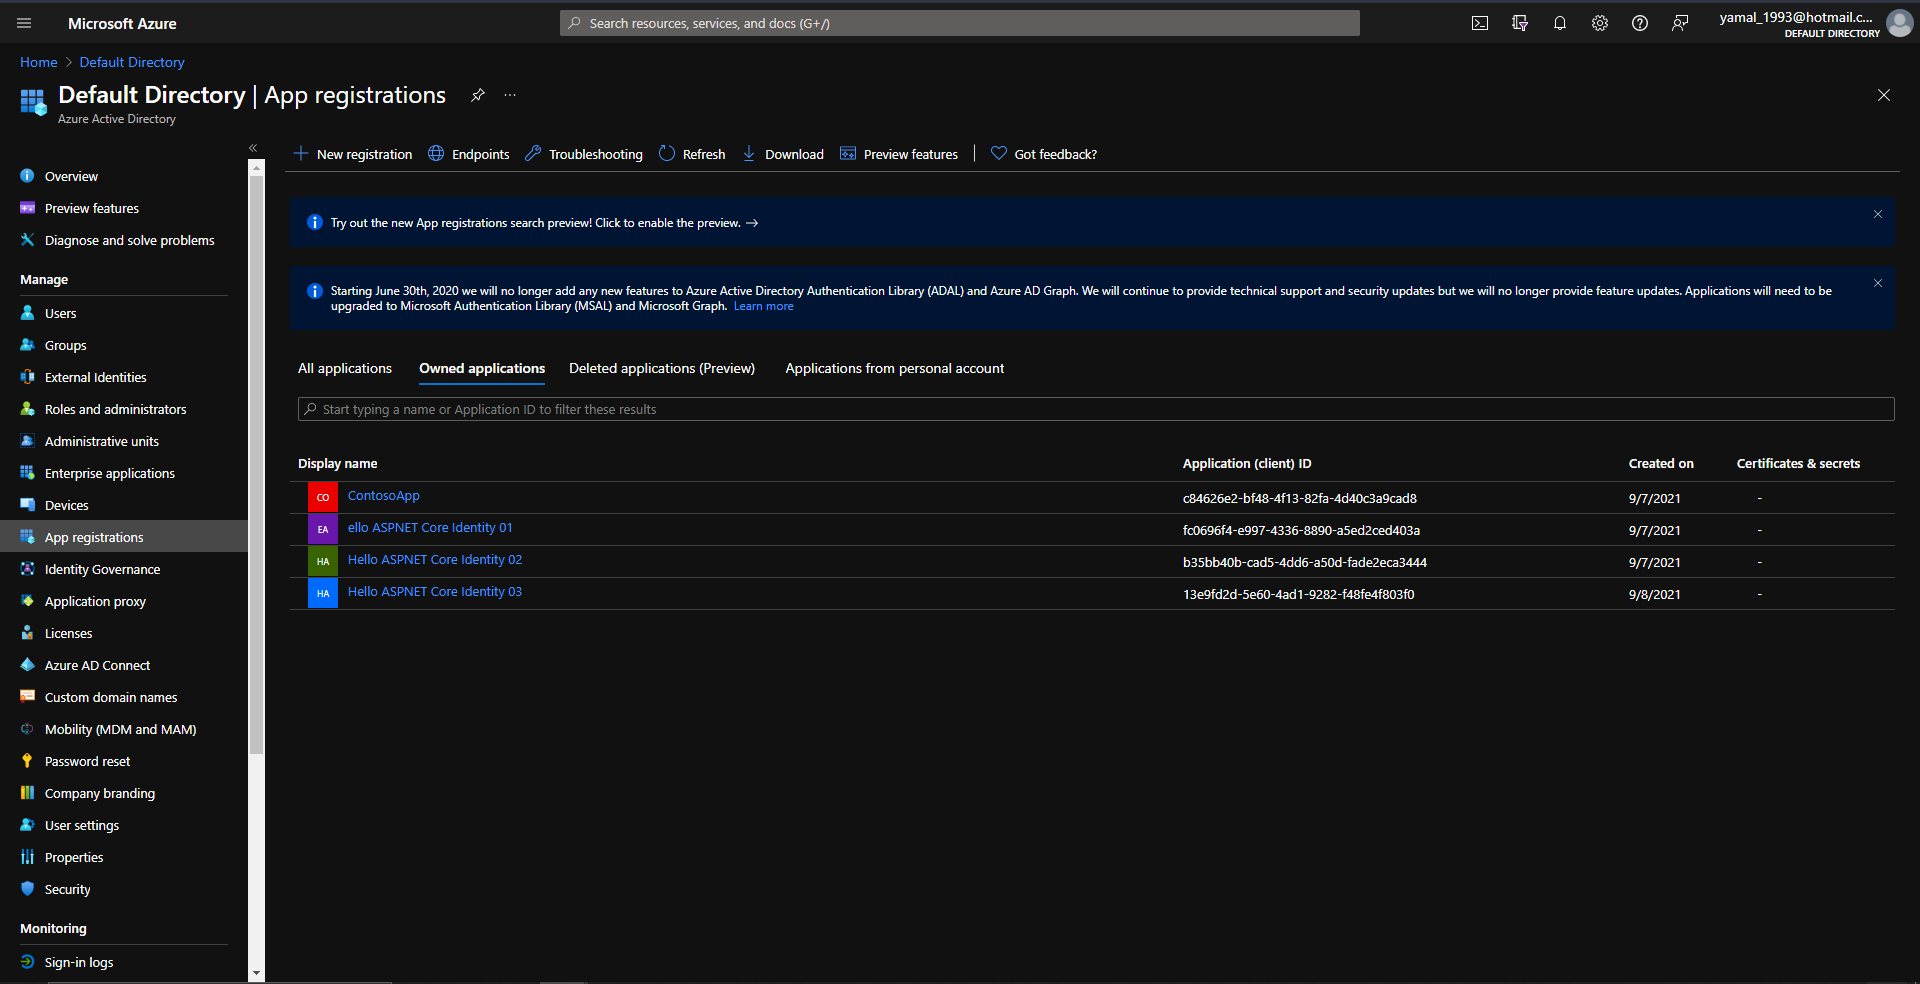 Microsoft Azure
Search resources, services, and docs (G+/)
yamal_1993@hotmail.c...
DEFAULT DIRECTORY
Home > Default Directory
Default Directory | App registrations
Azure Active Directory
Overview
Preview features
Diagnose and solve problems
Manage
Users
Groups
External Identities
Roles and administrators
Administrative units
Enterprise applications
Devices
App registrations
Identity Governance
Application proxy
Licenses
Azure AD Connect
Custom domain names
Mobility (MDM and MAM)
Password reset
Company branding
User settings
Properties
Security
Monitoring
Sign-in logs
New registration Endpoints Troubleshooting Refresh Download Preview features | Got feedback?
Try out the new App registrations search preview! Click to enable the preview. →
Starting June 30th, 2020 we will no longer add any new features to Azure Active Directory Authentication Library (ADAL) and Azure AD Graph. We will continue to provide technical support and security updates but we will no longer provide feature updates. Applications will need to be
upgraded to Microsoft Authentication Library (MSAL) and Microsoft Graph. Learn more
All applications Owned applications Deleted applications (Preview) Applications from personal account
Start typing a name or Application ID to filter these results
Display name Application (client) ID Created on Certificates & secrets
CO ContosoApp c84626e2-bf48-4f13-82fa-4d40c3a9cad8 9/7/2021 -
EA ello ASPNET Core Identity 01 fc0696f4-e997-4336-8890-a5ed2ced403a 9/7/2021 -
HA Hello ASPNET Core Identity 02 b35bb40b-cad5-4dd6-a50d-fade2eca3444 9/7/2021 -
HA Hello ASPNET Core Identity 03 13e9fd2d-5e60-4ad1-9282-f48fe4f803f0 9/8/2021 -